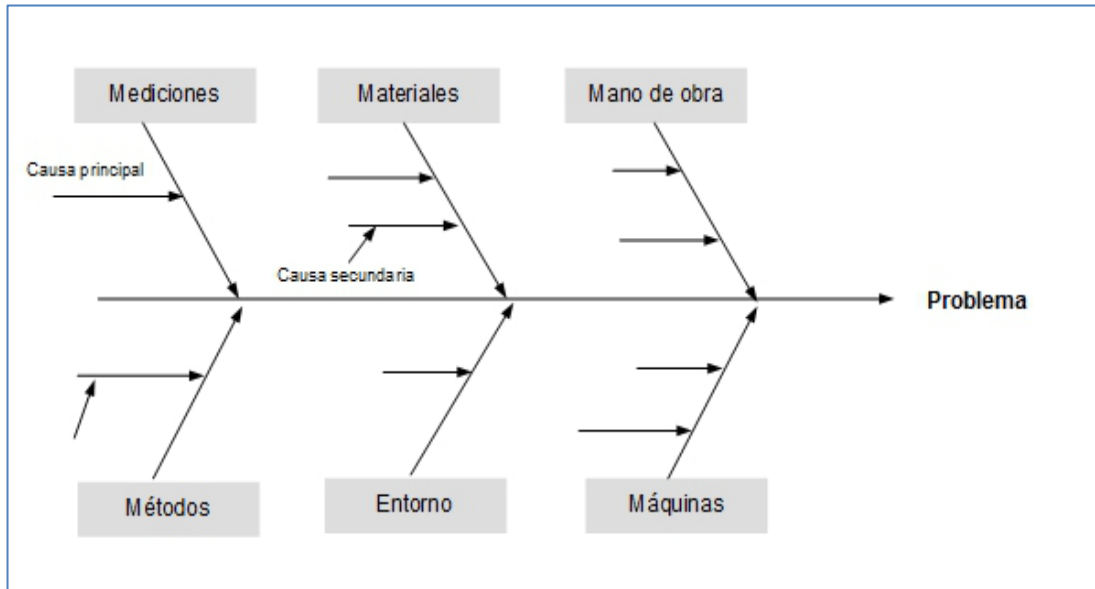 Mediciones
Materiales
Mano de obra
Causa principal
Causa secundaria
Problema
Métodos
Entorno
Máquinas